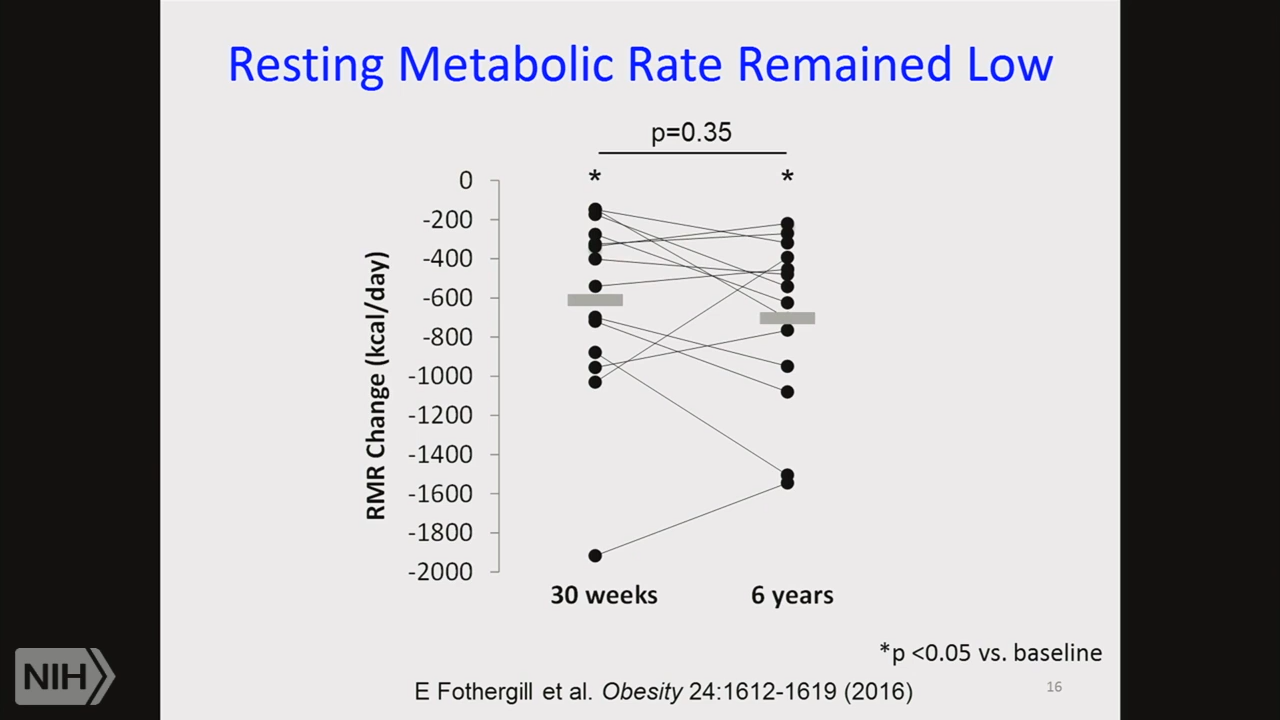 Resting Metabolic Rate Remained Low
p=0.35
* *
0
-200
-400
-600
-800
-1000
-1200
-1400
-1600
-1800
-2000
RMR Change (kcal/day)
30 weeks 6 years
*p <0.05 vs. baseline
NIH
E Fothergill et al. Obesity 24:1612-1619 (2016)
16